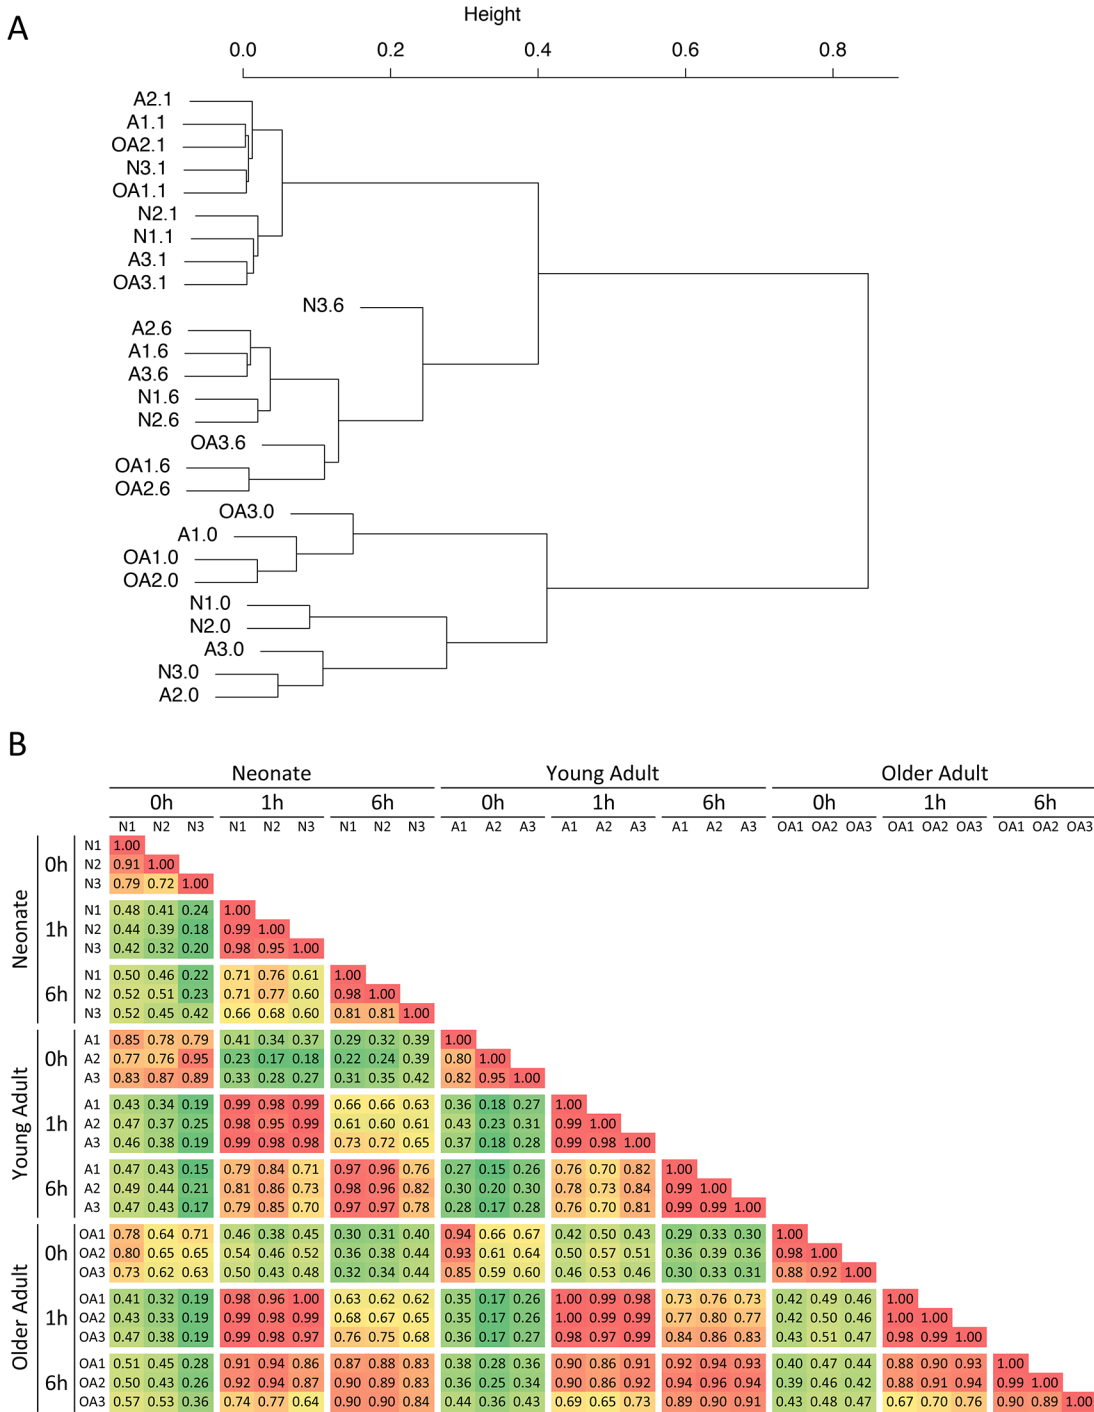 A
Height
0.0 0.2 0.4 0.6 0.8
A2.1
A1.1
OA2.1
N3.1
OA1.1
N2.1
N1.1
A3.1
OA3.1
N3.6
A2.6
A1.6
A3.6
N1.6
N2.6
OA3.6
OA1.6
OA2.6
OA3.0
A1.0
OA1.0
OA2.0
N1.0
N2.0
A3.0
N3.0
A2.0
B
Neonate Young Adult Older Adult
0h 1h 6h 0h 1h 6h 0h 1h 6h
N1 N2 N3 N1 N2 N3 N1 N2 N3 A1 A2 A3 A1 A2 A3 A1 A2 A3 OA1 OA2 OA3 OA1 OA2 OA3 OA1 OA2 OA3
Neonate
0h
N1 1.00
N2 0.91 1.00
N3 0.79 0.72 1.00
1h
N1 0.48 0.41 0.24 1.00
N2 0.44 0.39 0.18 0.99 1.00
N3 0.42 0.32 0.20 0.98 0.95 1.00
6h
N1 0.50 0.46 0.22 0.71 0.76 0.61 1.00
N2 0.52 0.51 0.23 0.71 0.77 0.60 0.98 1.00
N3 0.52 0.45 0.42 0.66 0.68 0.60 0.81 0.81 1.00
Young Adult
0h
A1 0.85 0.78 0.79 0.41 0.34 0.37 0.29 0.32 0.39 1.00
A2 0.77 0.76 0.95 0.23 0.17 0.18 0.22 0.24 0.39 0.80 1.00
A3 0.83 0.87 0.89 0.33 0.28 0.27 0.31 0.35 0.42 0.82 0.95 1.00
1h
A1 0.43 0.34 0.19 0.99 0.98 0.99 0.66 0.66 0.63 0.36 0.18 0.27 1.00
A2 0.47 0.37 0.25 0.98 0.95 0.99 0.61 0.60 0.61 0.43 0.23 0.31 0.99 1.00
A3 0.46 0.38 0.19 0.99 0.98 0.98 0.73 0.72 0.65 0.37 0.18 0.28 0.99 0.98 1.00
6h
A1 0.47 0.43 0.15 0.79 0.84 0.71 0.97 0.96 0.76 0.27 0.15 0.26 0.76 0.70 0.82 1.00
A2 0.49 0.44 0.21 0.81 0.86 0.73 0.98 0.96 0.82 0.30 0.20 0.30 0.78 0.73 0.84 0.99 1.00
A3 0.47 0.43 0.17 0.79 0.85 0.70 0.97 0.97 0.78 0.28 0.17 0.28 0.76 0.70 0.81 0.99 0.99 1.00
Older Adult
0h
OA1 0.78 0.64 0.71 0.46 0.38 0.45 0.30 0.31 0.40 0.94 0.66 0.67 0.42 0.50 0.43 0.29 0.33 0.30 1.00
OA2 0.80 0.65 0.65 0.54 0.46 0.52 0.36 0.38 0.44 0.93 0.61 0.64 0.50 0.57 0.51 0.36 0.39 0.36 0.98 1.00
OA3 0.73 0.62 0.63 0.50 0.43 0.48 0.32 0.34 0.44 0.85 0.59 0.60 0.46 0.53 0.46 0.30 0.33 0.31 0.88 0.92 1.00
1h
OA1 0.41 0.32 0.19 0.98 0.96 1.00 0.63 0.62 0.62 0.35 0.17 0.26 1.00 0.99 0.98 0.73 0.76 0.73 0.42 0.49 0.46 1.00
OA2 0.43 0.33 0.19 0.99 0.98 0.99 0.68 0.67 0.65 0.35 0.17 0.26 1.00 0.99 0.99 0.77 0.80 0.77 0.42 0.50 0.46 1.00 1.00
OA3 0.47 0.38 0.19 0.99 0.98 0.97 0.76 0.75 0.68 0.36 0.17 0.27 0.98 0.97 0.99 0.84 0.86 0.83 0.43 0.51 0.47 0.98 0.99 1.00
6h
OA1 0.51 0.45 0.28 0.91 0.94 0.86 0.87 0.88 0.83 0.38 0.28 0.36 0.90 0.86 0.91 0.92 0.94 0.93 0.40 0.47 0.44 0.88 0.90 0.93 1.00
OA2 0.50 0.43 0.26 0.92 0.94 0.87 0.90 0.89 0.83 0.36 0.25 0.34 0.90 0.86 0.92 0.94 0.96 0.94 0.39 0.46 0.42 0.88 0.91 0.94 0.99 1.00
OA3 0.57 0.53 0.36 0.74 0.77 0.64 0.90 0.90 0.84 0.44 0.36 0.43 0.69 0.65 0.73 0.89 0.90 0.91 0.43 0.48 0.47 0.67 0.70 0.76 0.90 0.89 1.00